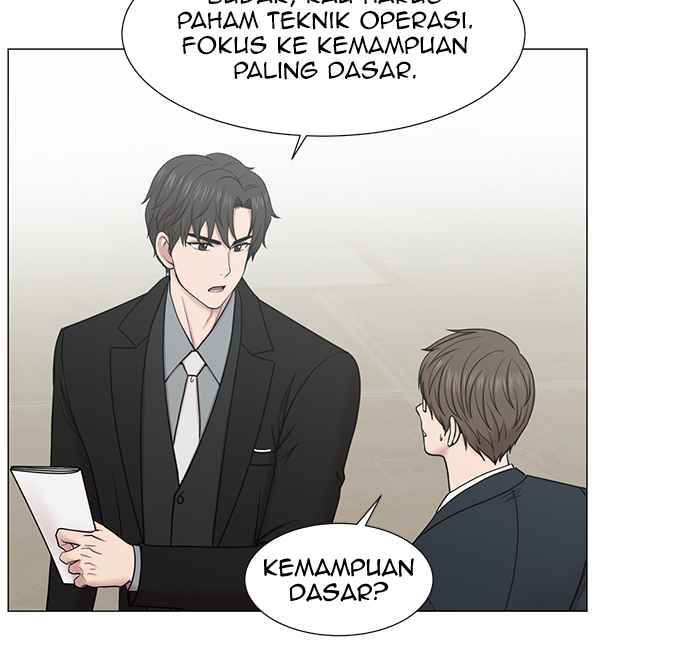 PAHAM TEKNIK OPERASI.
FOKUS KE KEMAMPUAN
PALING DASAR.
KEMAMPUAN
DASAR?